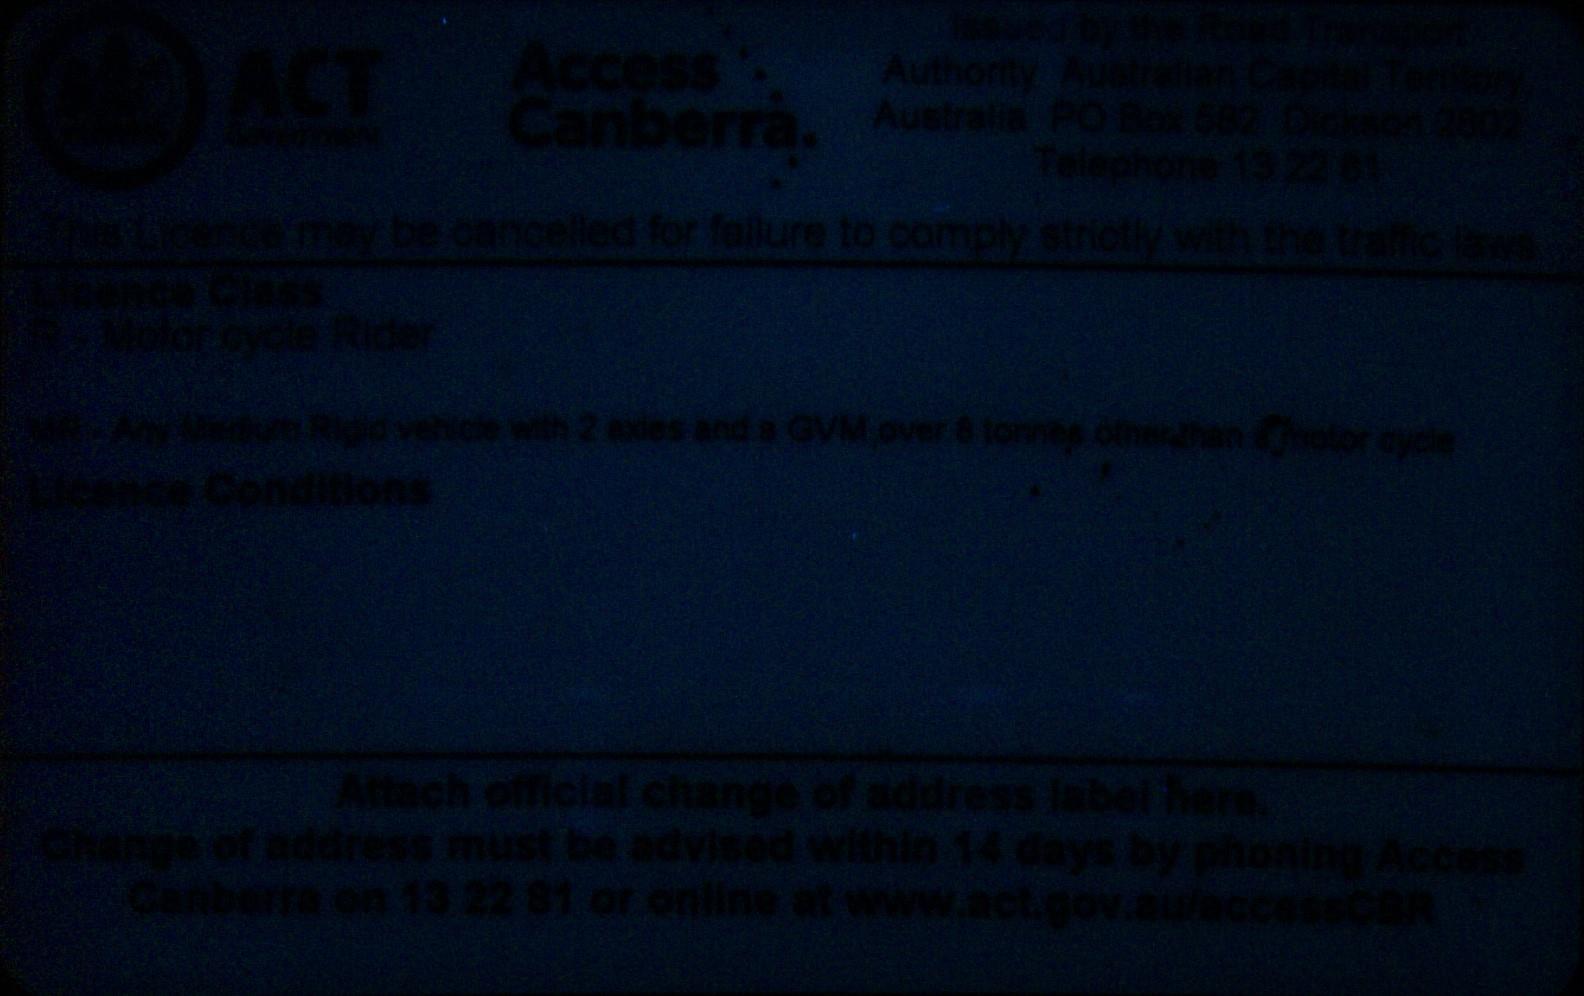 ACT
Government
Access
Canberra.
Issued by the Road Transport
Authority Australian Capital Territory,
Australia PO Box 582 Dickson 2602
Telephone 13 22 81
This Licence may be cancelled for failure to comply strictly with the traffic laws
Licence Class
R - Motor cycle Rider
MR - Any Medium Rigid vehicle with 2 axles and a GVM over 8 tonnes other than a motor cycle
Licence Conditions
Attach official change of address label here.
Change of address must be advised within 14 days by phoning Access
Canberra on 13 22 81 or online at www.act.gov.au/accessCBR